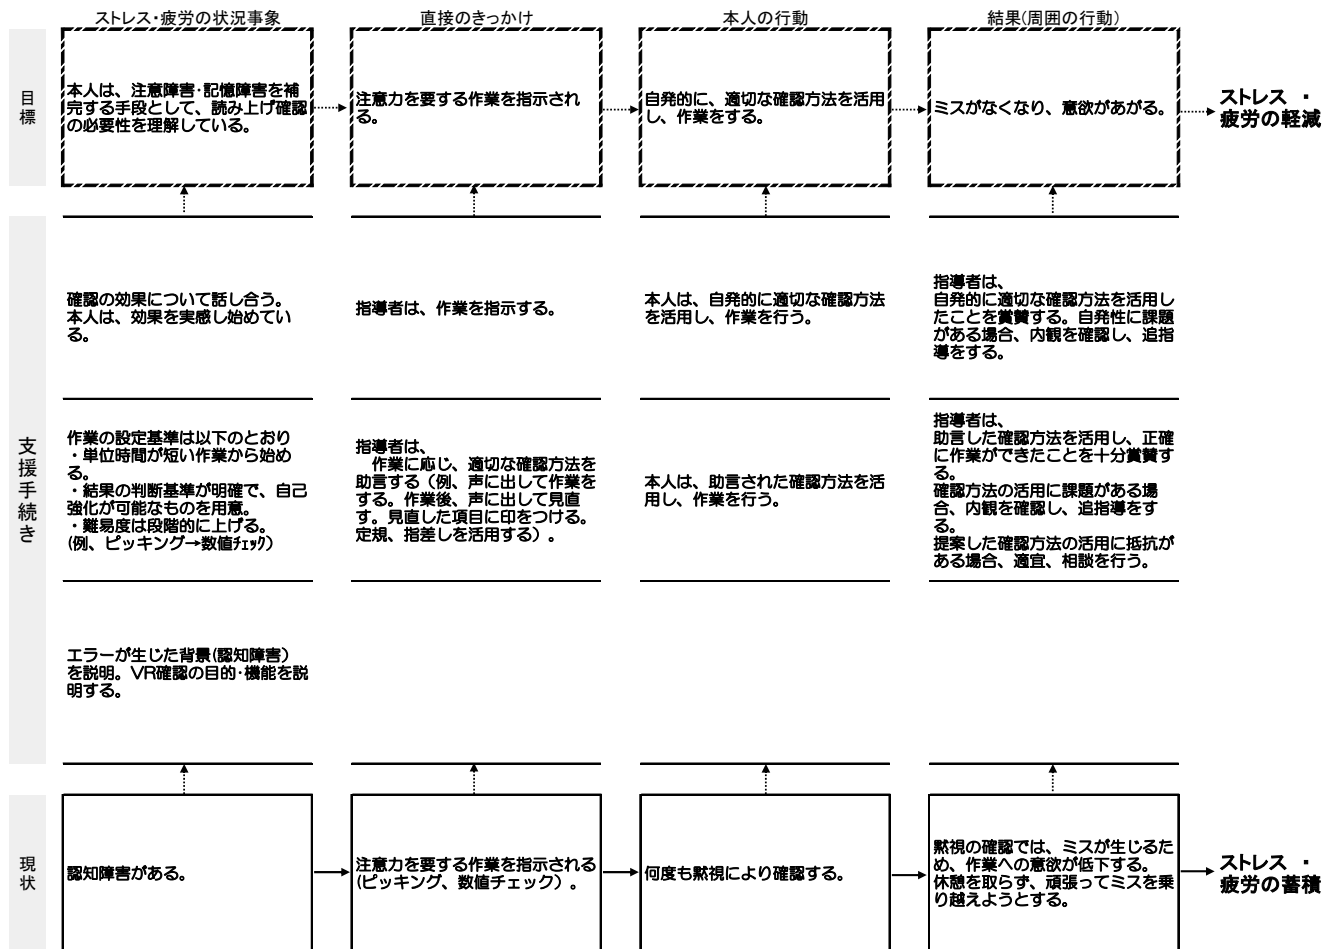 ストレス・疲労の状況事象
直接のきっかけ
本人の行動
結果(周囲の行動)
目標
本人は、注意障害・記憶障害を補
完する手段として、読み上げ確認
の必要性を理解している。
注意力を要する作業を指示され
る。
自発的に、適切な確認方法を活用
し、作業をする。
ミスがなくなり、意欲があがる。
ストレス ・
疲労の軽減
支援手続き
確認の効果について話し合う。
本人は、効果を実感し始めてい
る。
指導者は、作業を指示する。
本人は、自発的に適切な確認方法
を活用し、作業を行う。
指導者は、
自発的に適切な確認方法を活用し
たことを賞賛する。自発性に課題
がある場合、内観を確認し、追指
導をする。
作業の設定基準は以下のとおり
・単位時間が短い作業から始め
る。
・結果の判断基準が明確で、自己
強化が可能なものを用意。
・難易度は段階的に上げる。
(例、ピッキング→数値ﾁｪｯｸ)
指導者は、
作業に応じ、適切な確認方法を
助言する（例、声に出して作業を
する。作業後、声に出して見直
す。見直した項目に印をつける。
定規、指差しを活用する）。
本人は、助言された確認方法を活
用し、作業を行う。
指導者は、
助言した確認方法を活用し、正確
に作業ができたことを十分賞賛す
る。
確認方法の活用に課題がある場
合、内観を確認し、追指導をす
る。
提案した確認方法の活用に抵抗が
ある場合、適宜、相談を行う。
エラーが生じた背景(認知障害）
を説明。VR確認の目的・機能を説
明する。
現状
認知障害がある。
注意力を要する作業を指示される
(ピッキング、数値チェック）。
何度も黙視により確認する。
黙視の確認では、ミスが生じるた
め、作業への意欲が低下する。
休憩を取らず、頑張ってミスを乗
り越えようとする。
ストレス ・
疲労の蓄積